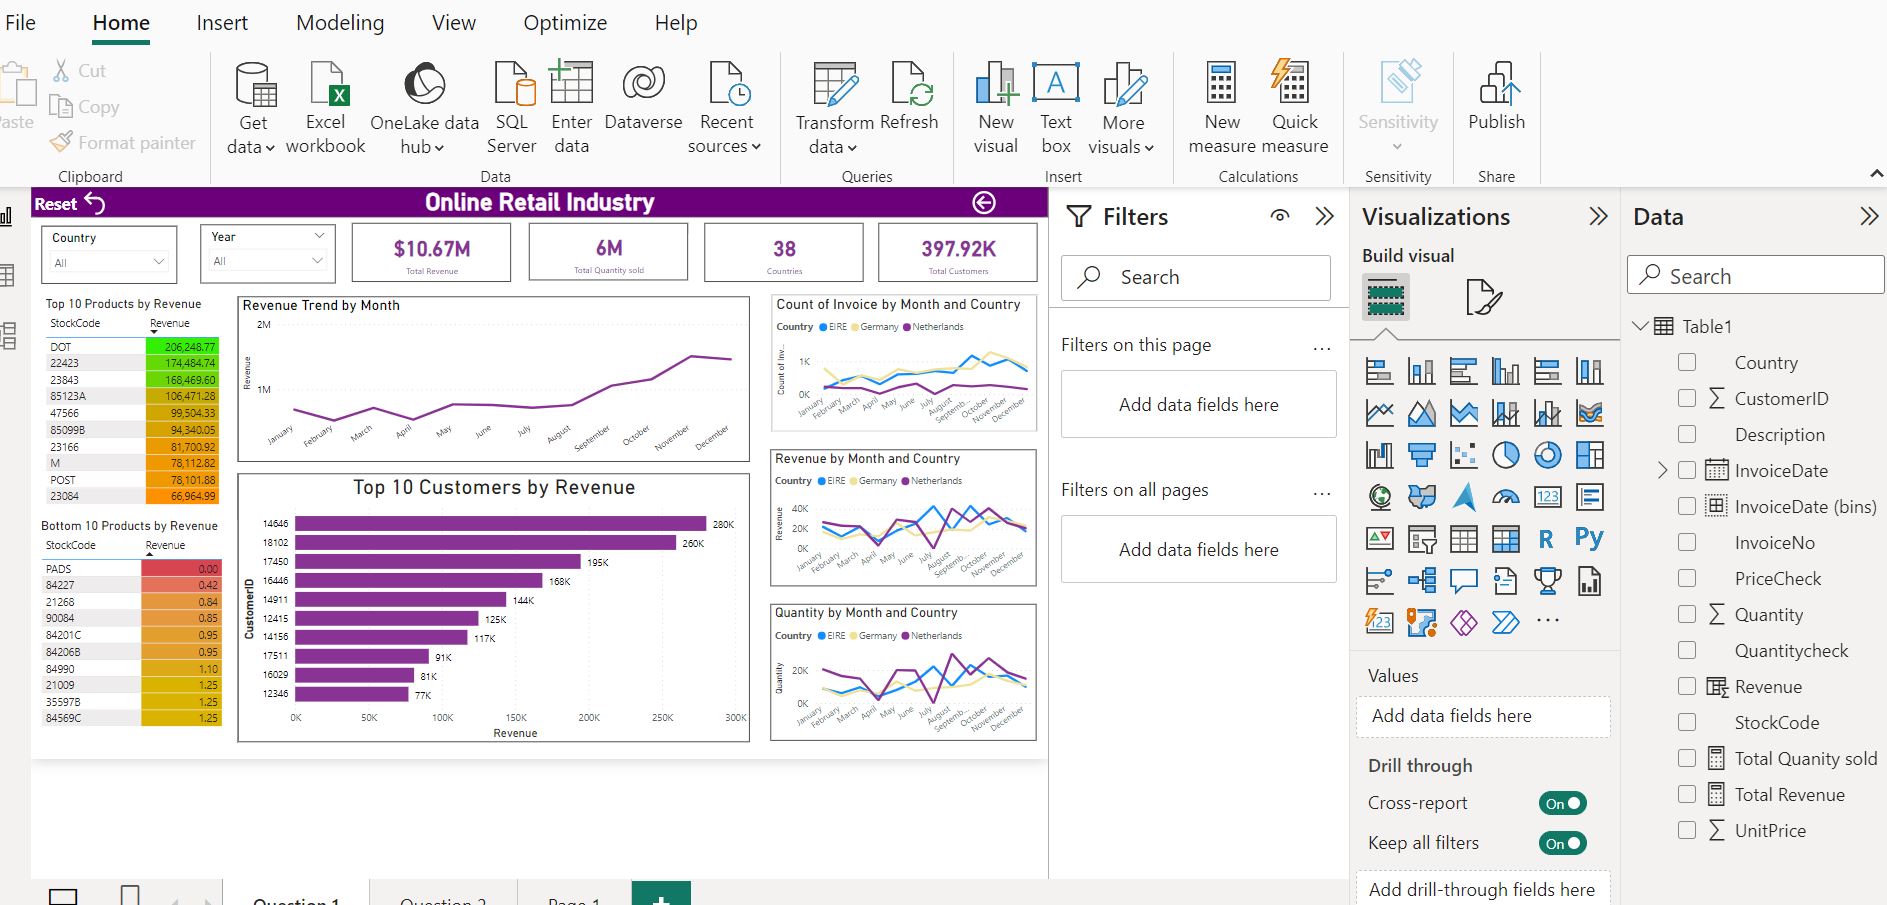 File Home Insert Modeling View Optimize Help
Cut
Copy
Format painter
Clipboard
Get data
Excel workbook
OneLake data hub
SQL Server
Enter data
Dataverse
Recent sources
Data
Transform data
Refresh
Queries
New visual
Text box
More visuals
Insert
New measure
Quick measure
Calculations
Sensitivity
Sensitivity
Publish
Share
Reset
Online Retail Industry
Country
All
Year
All
$10.67M
Total Revenue
6M
Total Quantity sold
38
Countries
397.92K
Total Customers
Top 10 Products by Revenue
StockCode Revenue
DOT 206,248.77
22423 174,484.74
23843 168,469.60
85123A 106,471.28
47566 99,504.33
85099B 94,340.05
23166 81,700.92
M 78,112.82
POST 78,101.88
23084 66,964.99
Bottom 10 Products by Revenue
StockCode Revenue
PADS 0.00
84227 0.42
21268 0.84
90084 0.85
84201C 0.95
84206B 0.95
84990 1.10
21009 1.25
35597B 1.25
84569C 1.25
Revenue Trend by Month
2M
1M
Revenue
January February March April May June July August September October November December
Top 10 Customers by Revenue
CustomerID
14646 280K
18102 260K
17450 195K
16446 168K
14911 144K
12415 125K
14156 117K
17511 91K
16029 81K
12346 77K
0K 50K 100K 150K 200K 250K 300K
Revenue
Count of Invoice by Month and Country
Country EIRE Germany Netherlands
Count of Inv...
1K
0K
January February March April May June July August Septemb... October November December
Revenue by Month and Country
Country EIRE Germany Netherlands
Revenue
40K
20K
0K
January February March April May June July August Septemb... October November December
Quantity by Month and Country
Country EIRE Germany Netherlands
Quantity
20K
0K
January February March April May June July August Septemb... October November December
Filters
Search
Filters on this page ...
Add data fields here
Filters on all pages ...
Add data fields here
Visualizations
Build visual
123
R Py
123
...
Values
Add data fields here
Drill through
Cross-report On
Keep all filters On
Add drill-through fields here
Data
Search
Table1
Country
CustomerID
Description
InvoiceDate
InvoiceDate (bins)
InvoiceNo
PriceCheck
Quantity
Quantitycheck
Revenue
StockCode
Total Quanity sold
Total Revenue
UnitPrice
Question 1 Question 2 Page 1